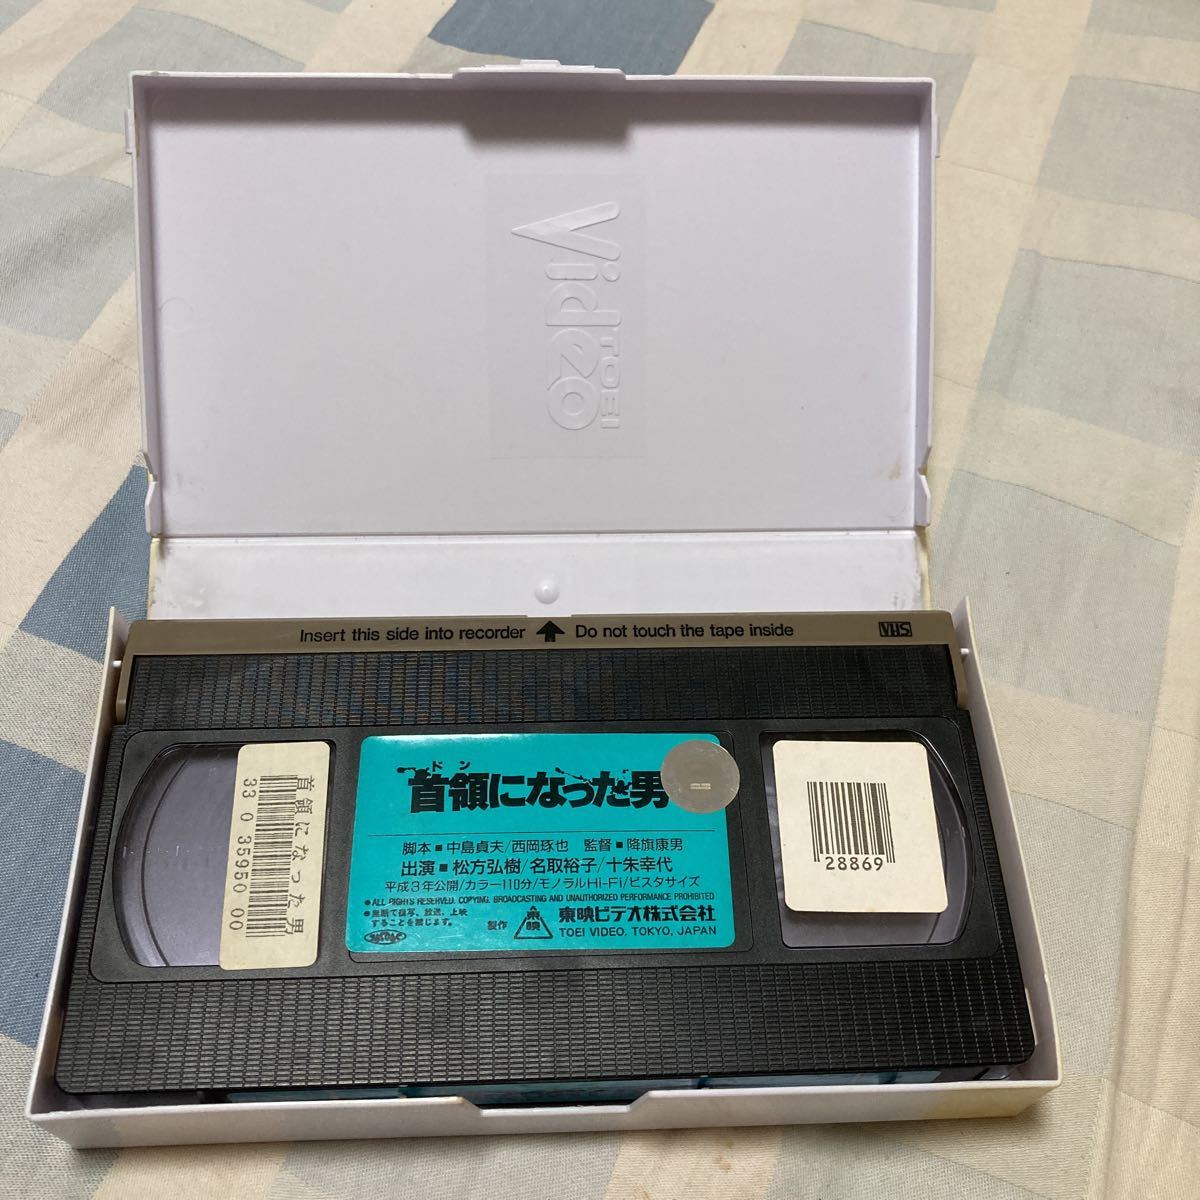 Video
TOEI
Insert this side into recorder
Do not touch the tape inside
VHS
首領になった男
33 0 35950 00
ドン
首領になった男
脚本■中島貞夫/西岡琢也 監督■降旗康男
出演■松方弘樹/名取裕子/十朱幸代
平成3年公開/カラー110分/モノラルHi-Fi/ビスタサイズ
●ALL RIGHTS RESERVED. COPYING, BROADCASTING AND UNAUTHORIZED PERFORMANCE PROHIBITED
●無断で複写、放送、上映
することを禁じます。
製作
東映
東映ビデオ株式会社
TOEI VIDEO, TOKYO, JAPAN
28869